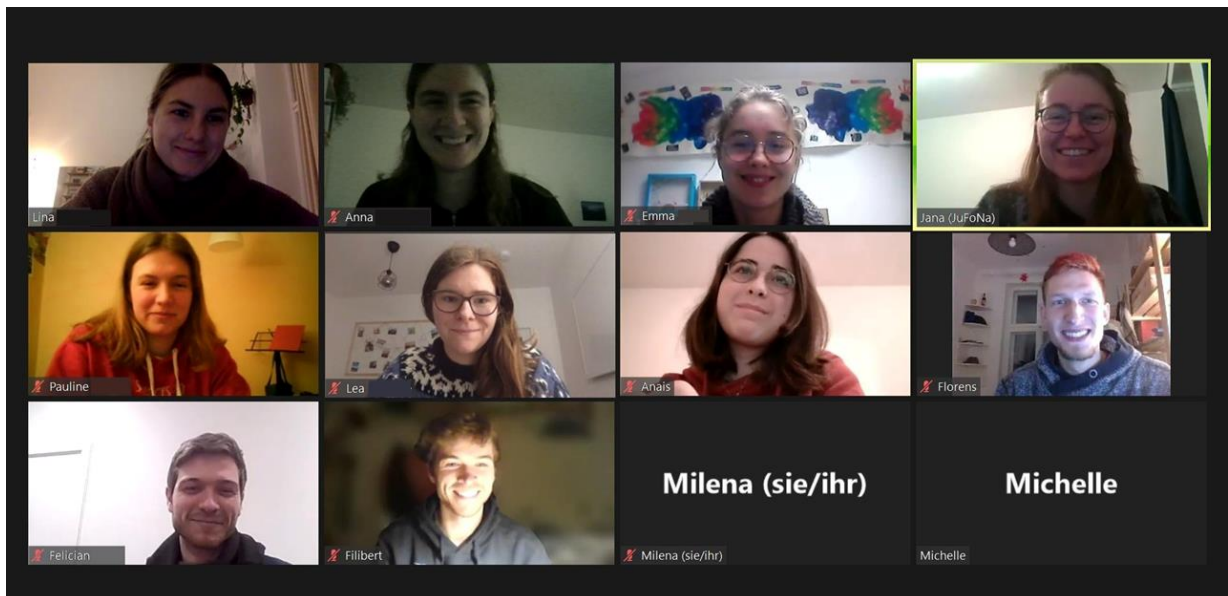 Lina
Anna
Emma
Jana (JuFoNa)
Pauline
Lea
Anais
Florens
Felician
Filibert
Milena (sie/ihr)
Milena (sie/ihr)
Michelle
Michelle